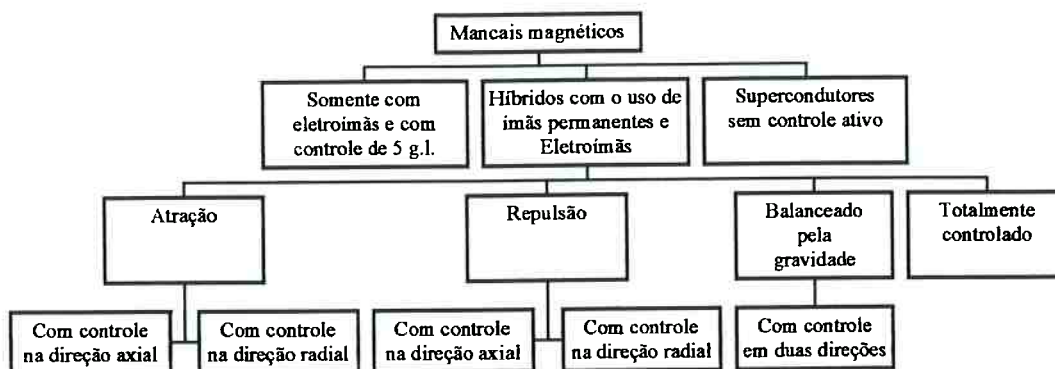 Mancais magnéticos
Somente com
eletroimãs e com
controle de 5 g.l.
Híbridos com o uso de
imãs permanentes e
Eletroímãs
Supercondutores
sem controle ativo
Atração
Repulsão
Balanceado
pela
gravidade
Totalmente
controlado
Com controle
na direção axial
Com controle
na direção radial
Com controle
na direção axial
Com controle
na direção radial
Com controle
em duas direções